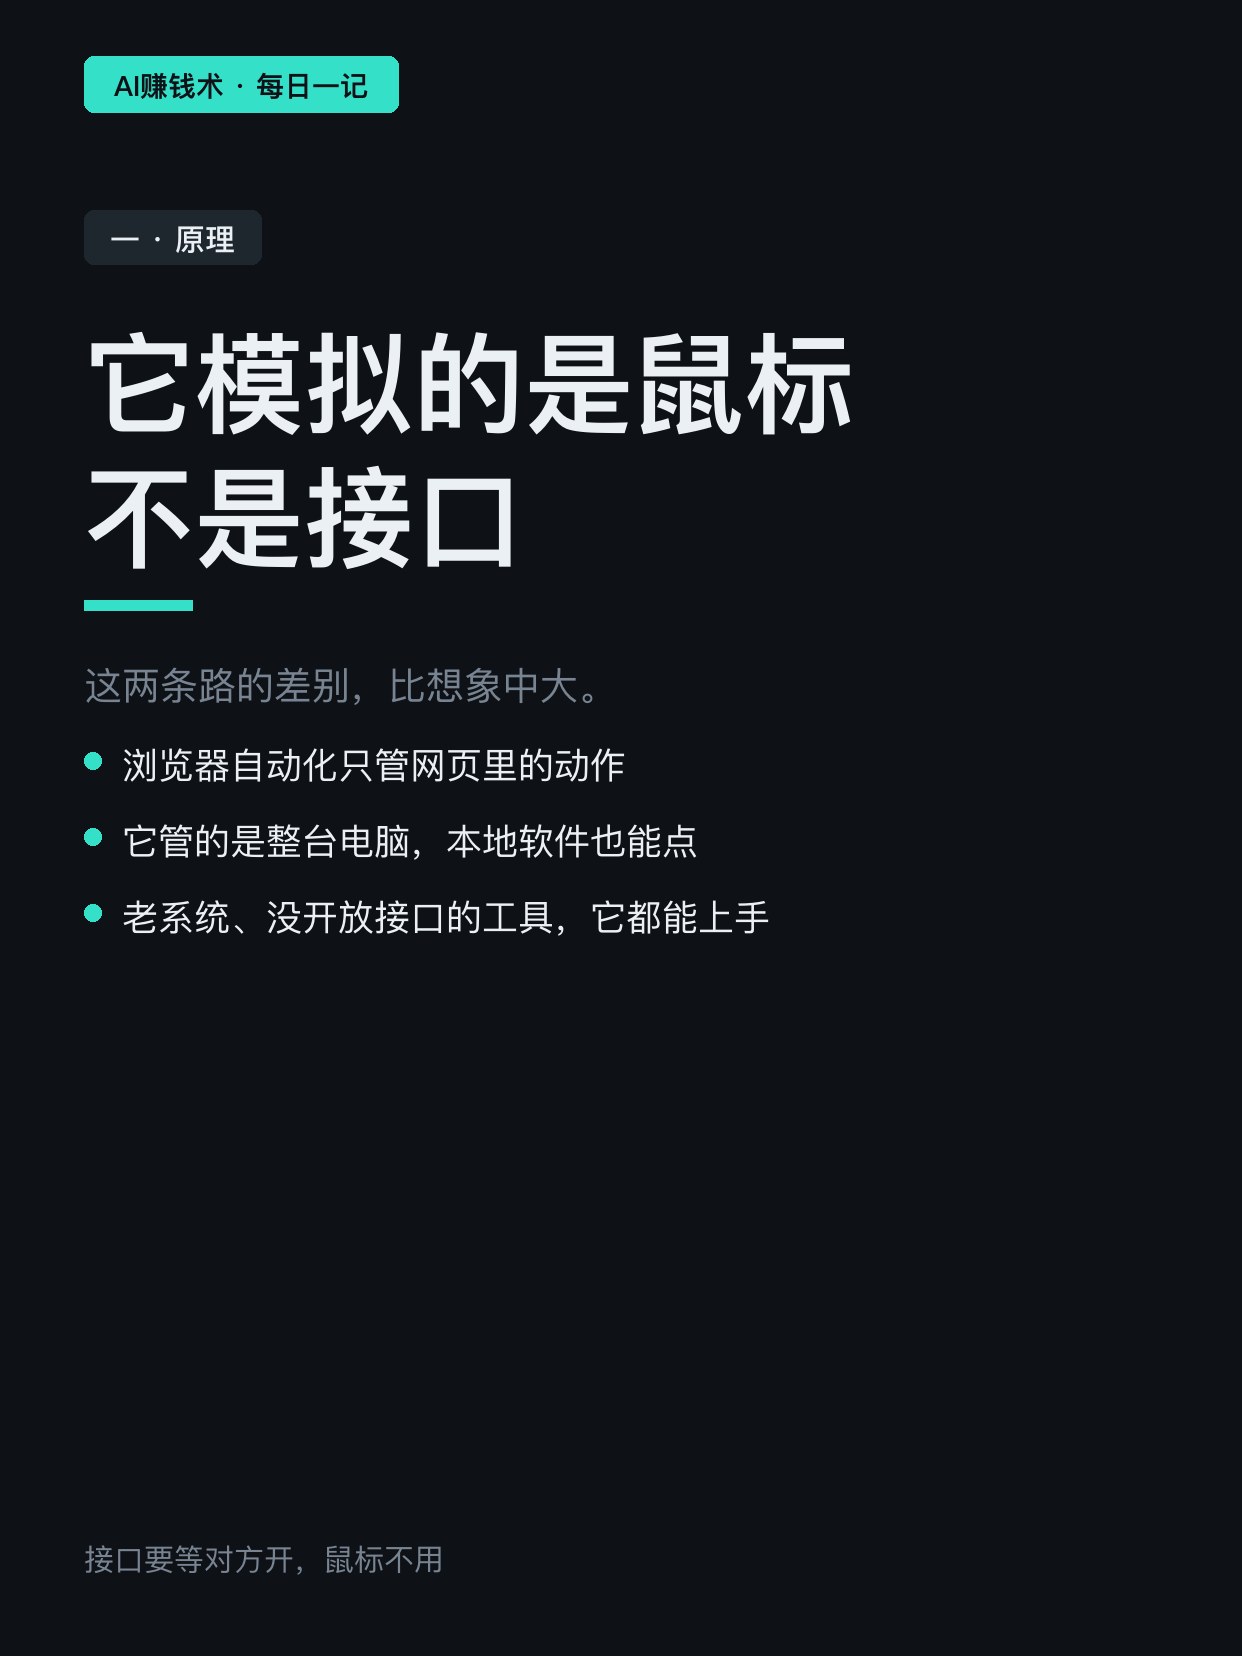 AI赚钱术 · 每日一记
一 · 原理
它模拟的是鼠标
不是接口
这两条路的差别，比想象中大。
浏览器自动化只管网页里的动作
它管的是整台电脑，本地软件也能点
老系统、没开放接口的工具，它都能上手
接口要等对方开，鼠标不用